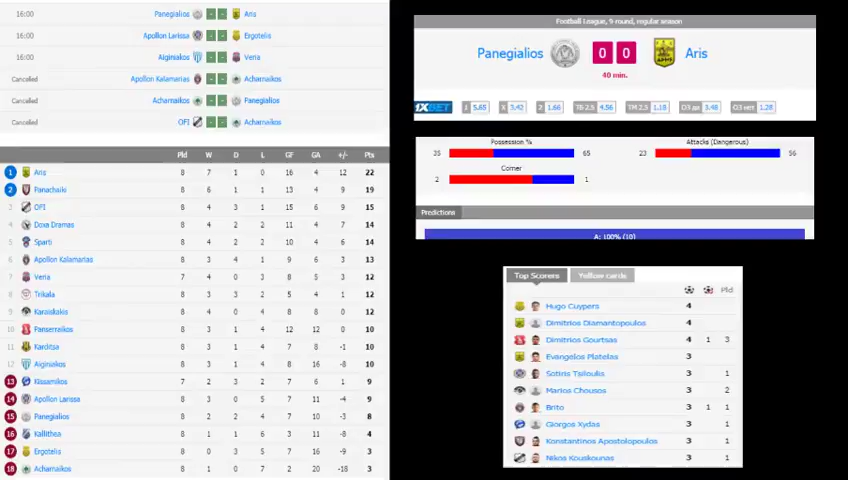 16:00 Panegialios - - Aris
16:00 Apollon Larissa - - Ergotelis
16:00 Aiginiakos - - Veria
Cancelled Apollon Kalamarias - - Acharnaikos
Cancelled Acharnaikos - - Panegialios
Cancelled OFI - - Acharnaikos
Pld W D L GF GA +/- Pts
1 Aris 8 7 1 0 16 4 12 22
2 Panachaiki 8 6 1 1 13 4 9 19
3 OFI 8 4 3 1 15 6 9 15
4 Doxa Dramas 8 4 2 2 11 4 7 14
5 Sparti 8 4 2 2 10 4 6 14
6 Apollon Kalamarias 8 3 4 1 9 6 3 13
7 Veria 7 4 0 3 8 5 3 12
8 Trikala 8 3 3 2 5 4 1 12
9 Karaiskakis 8 4 0 4 8 8 0 12
10 Panserraikos 8 3 1 4 12 12 0 10
11 Karditsa 8 3 1 4 7 8 -1 10
12 Aiginiakos 8 3 1 4 8 16 -8 10
13 Kissamikos 7 2 3 2 7 6 1 9
14 Apollon Larissa 8 3 0 5 7 11 -4 9
15 Panegialios 8 2 2 4 7 10 -3 8
16 Kallithea 8 1 1 6 3 11 -8 4
17 Ergotelis 8 0 3 5 7 16 -9 3
18 Acharnaikos 8 1 0 7 2 20 -18 3
Football League, 9 round, regular season
Panegialios 0 0 Aris
40 min.
1XBET 1 5.65 X 3.42 2 1.66 4.56 1.18 3.48 1.28
Possession % Attacks (Dangerous)
35 65 23 56
Corner
2 1
Predictions
A: 100% (10)
Top Scorers Yellow cards
Pld
Hugo Cuypers 4
Dimitrios Diamantopoulos 4
Dimitrios Gourtsas 4 1 3
Evangelos Platelas 3
Sotiris Tsiloulis 3 1
Marios Chousos 3 2
Brito 3 1 1
Giorgos Xydas 3 1
Konstantinos Apostolopoulos 3 1
Nikos Kouskounas 3 1